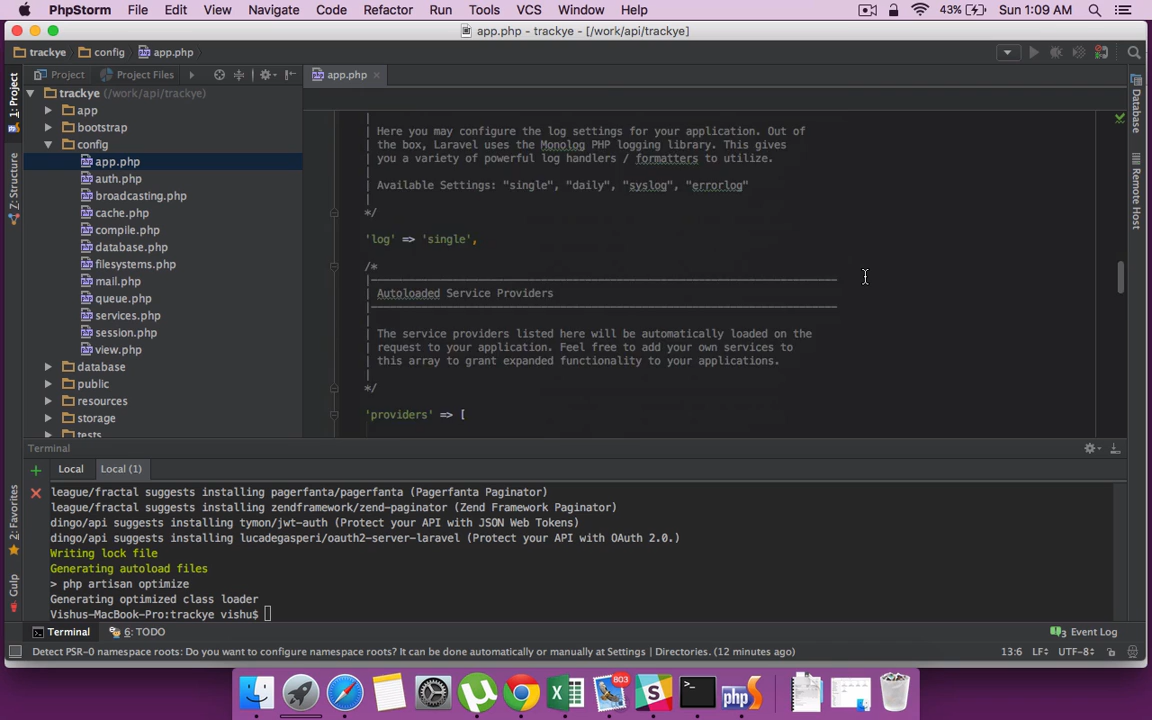 PhpStorm File Edit View Navigate Code Refactor Run Tools VCS Window Help 43% Sun 1:09 AM
app.php - trackye - [/work/api/trackye]
trackye config app.php
1: Project
Z: Structure
2: Favorites
Gulp
Project Project Files
trackye (/work/api/trackye)
app
bootstrap
config
app.php
auth.php
broadcasting.php
cache.php
compile.php
database.php
filesystems.php
mail.php
queue.php
services.php
session.php
view.php
database
public
resources
storage
tests
app.php
|
| Here you may configure the log settings for your application. Out of
| the box, Laravel uses the Monolog PHP logging library. This gives
| you a variety of powerful log handlers / formatters to utilize.
|
| Available Settings: "single", "daily", "syslog", "errorlog"
|
*/
'log' => 'single',
/*
|--------------------------------------------------------------------------
| Autoloaded Service Providers
|--------------------------------------------------------------------------
|
| The service providers listed here will be automatically loaded on the
| request to your application. Feel free to add your own services to
| this array to grant expanded functionality to your applications.
|
*/
'providers' => [
Database
Remote Host
Terminal
Local Local (1)
league/fractal suggests installing pagerfanta/pagerfanta (Pagerfanta Paginator)
league/fractal suggests installing zendframework/zend-paginator (Zend Framework Paginator)
dingo/api suggests installing tymon/jwt-auth (Protect your API with JSON Web Tokens)
dingo/api suggests installing lucadegasperi/oauth2-server-laravel (Protect your API with OAuth 2.0.)
Writing lock file
Generating autoload files
> php artisan optimize
Generating optimized class loader
Vishus-MacBook-Pro:trackye vishu$
Terminal 6: TODO 3 Event Log
Detect PSR-0 namespace roots: Do you want to configure namespace roots? It can be done automatically or manually at Settings | Directories. (12 minutes ago) 13:6 LF UTF-8
803
php